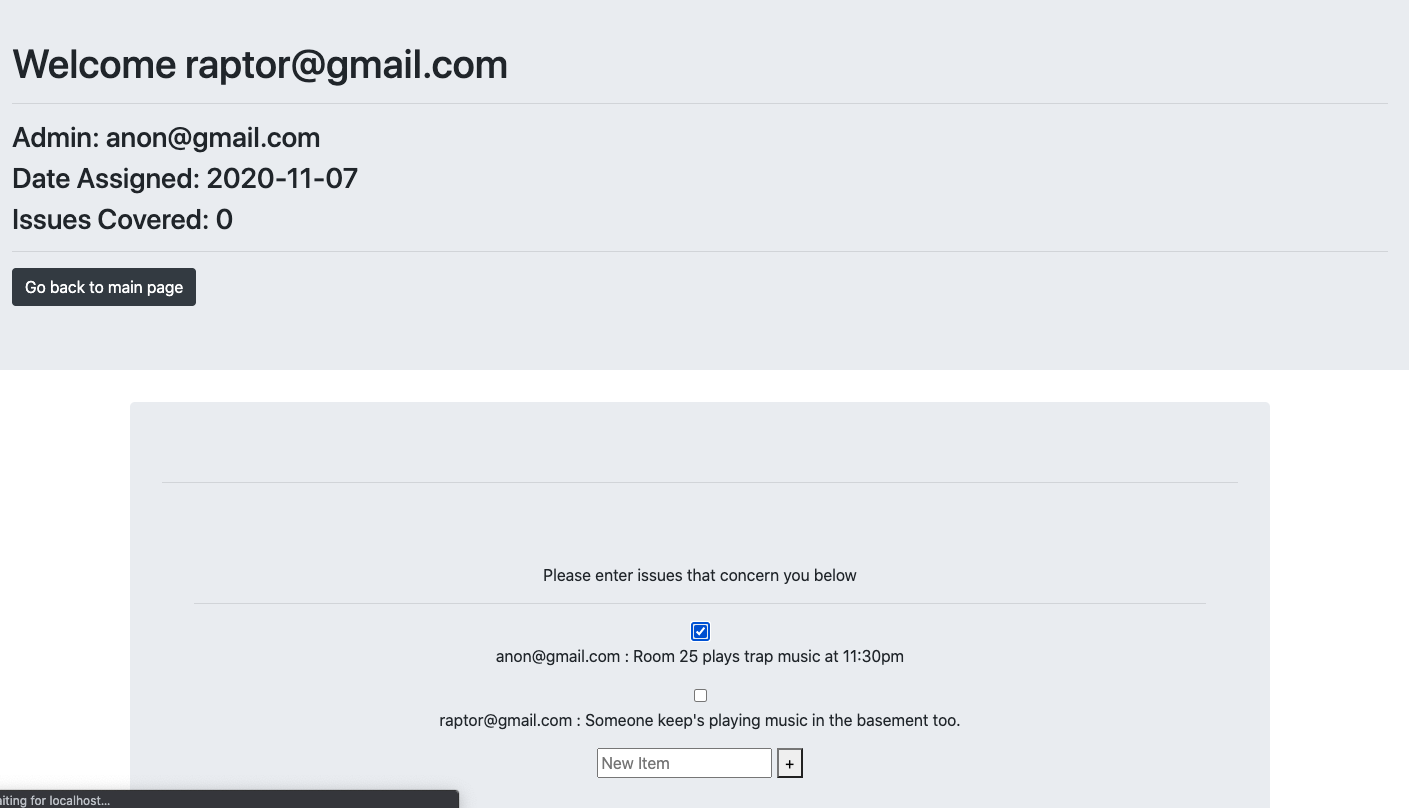 Welcome raptor@gmail.com
Admin: anon@gmail.com
Date Assigned: 2020-11-07
Issues Covered: 0
Go back to main page
Please enter issues that concern you below
anon@gmail.com : Room 25 plays trap music at 11:30pm
raptor@gmail.com : Someone keep's playing music in the basement too.
New Item +
for localhost...